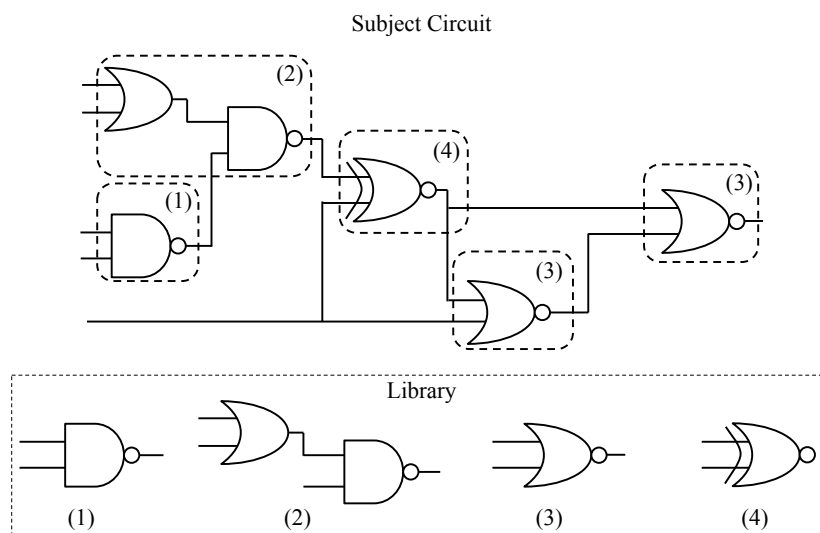 Subject Circuit
(2)
(4)
(3)
(1)
(3)
Library
(1) (2) (3) (4)